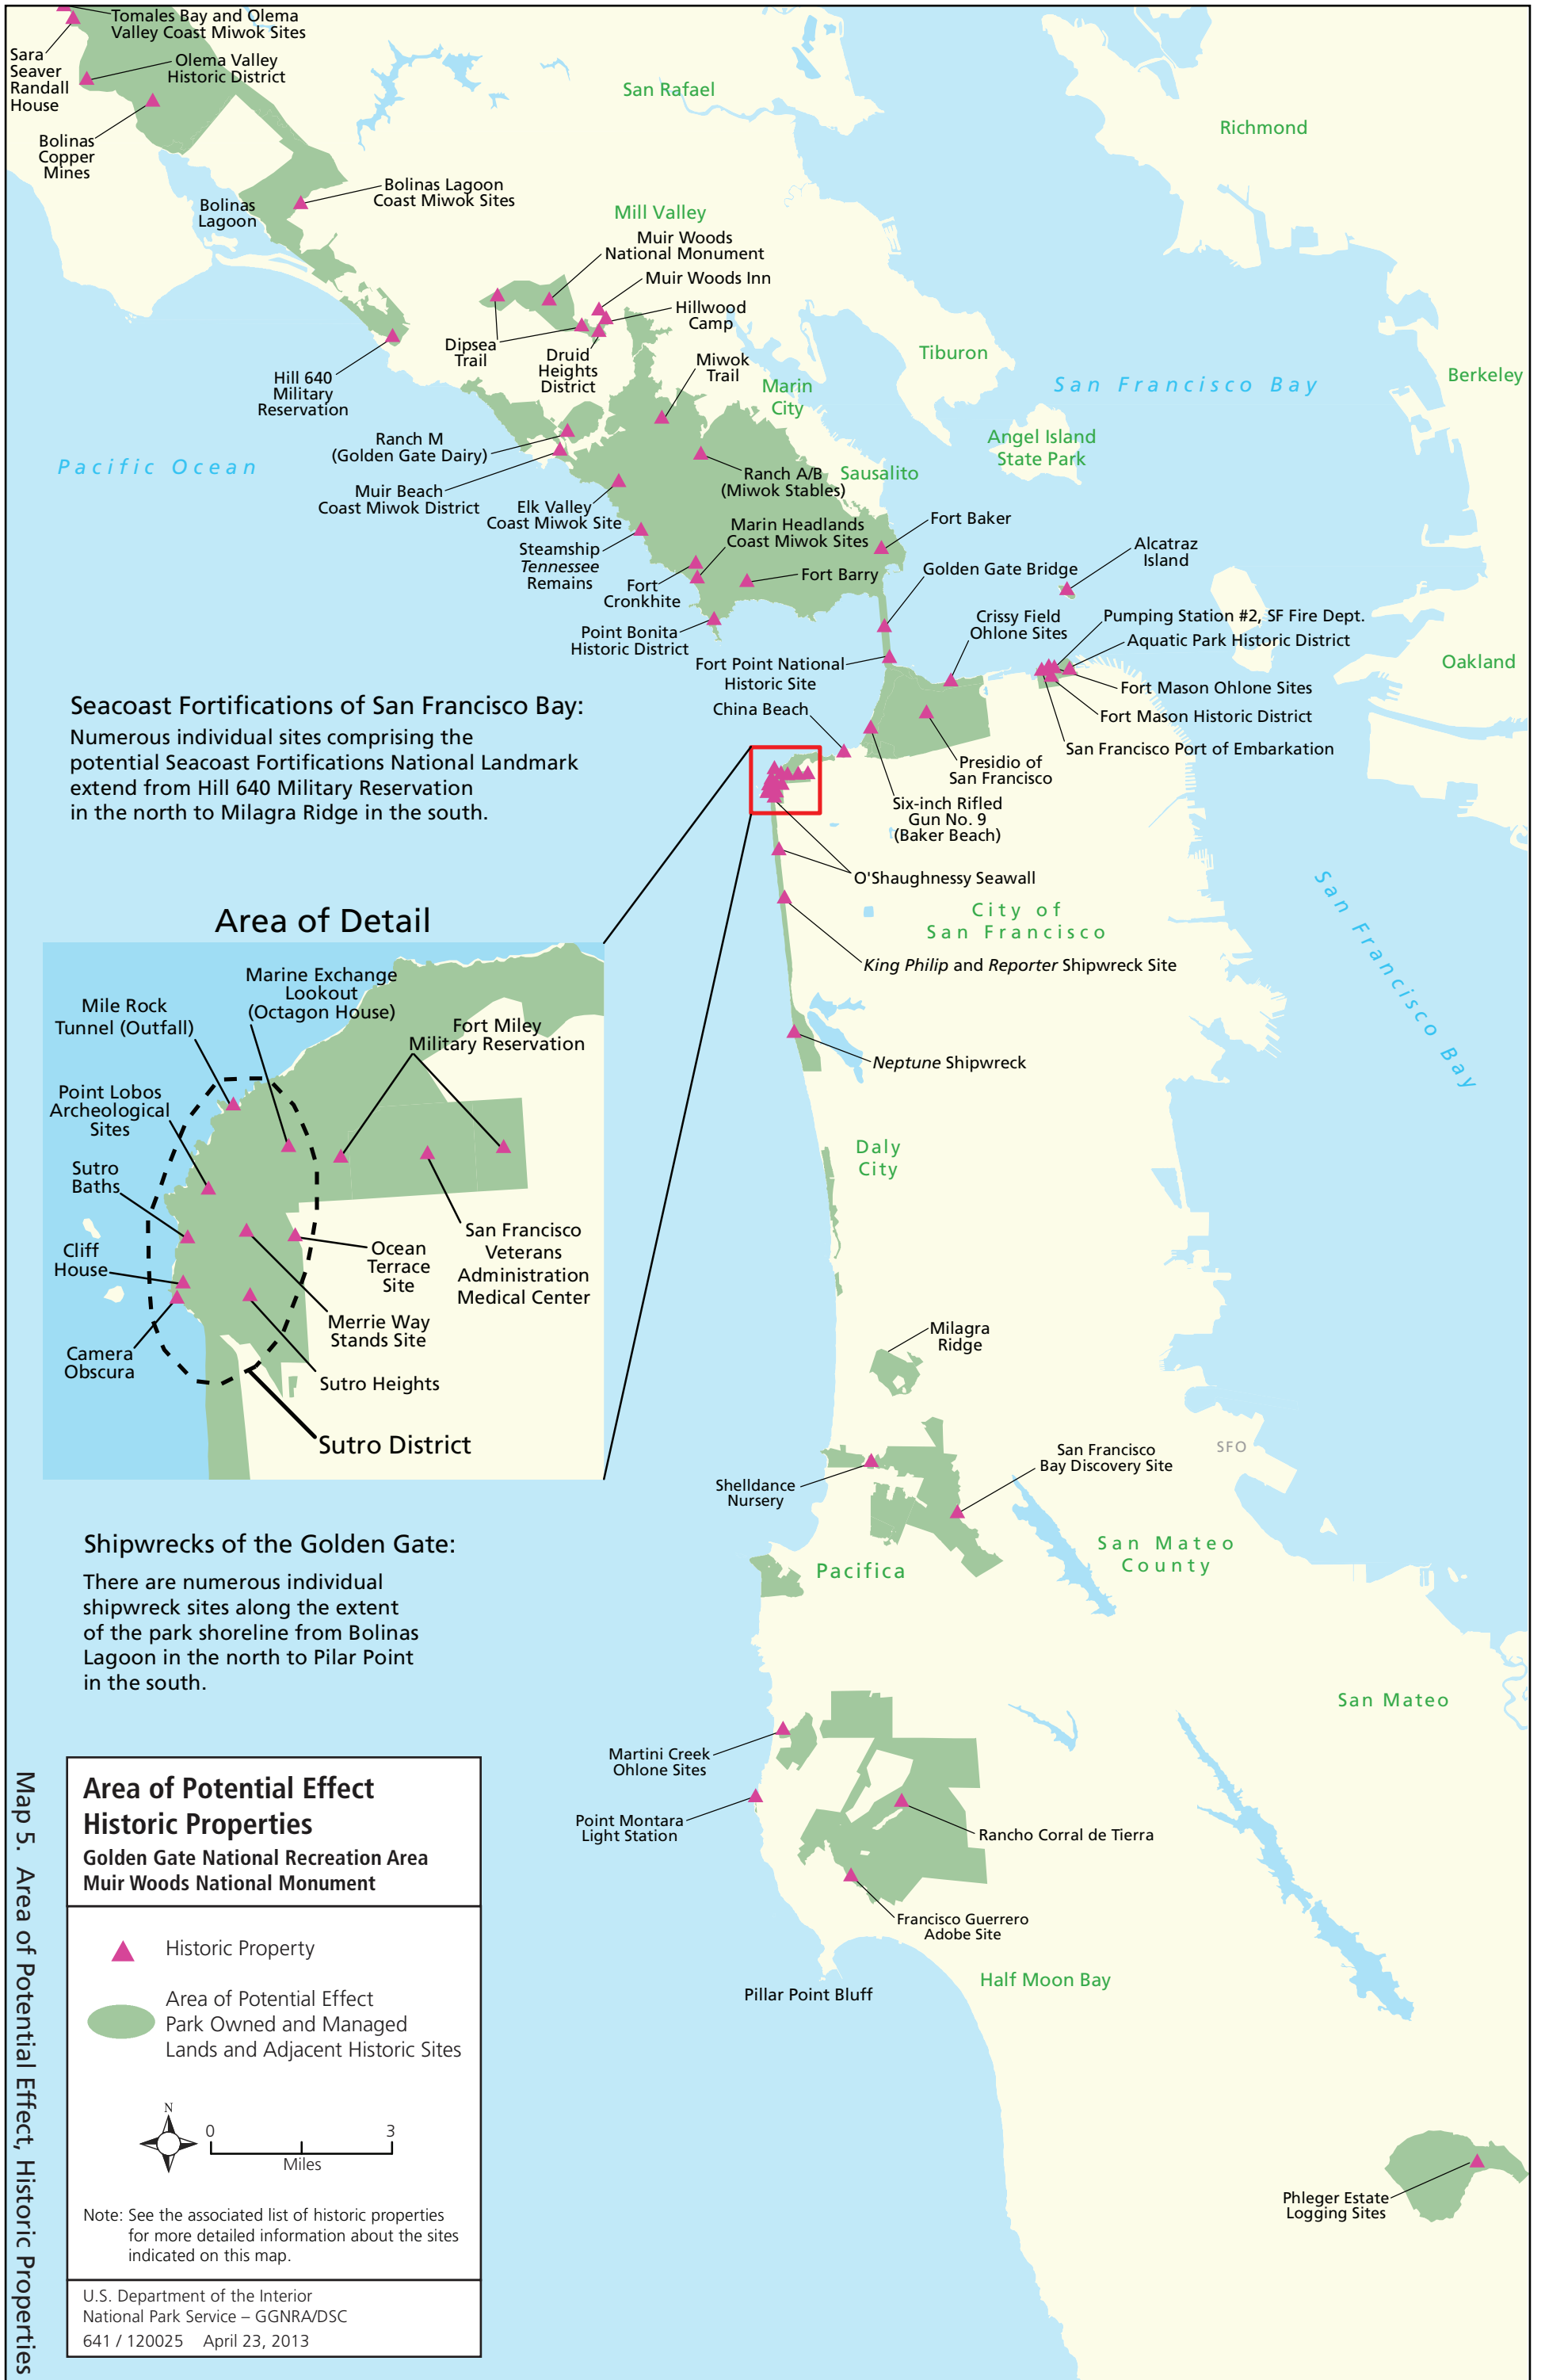 Tomales Bay and Olema
Valley Coast Miwok Sites
Sara
Seaver
Randall
House
Olema Valley
Historic District
Bolinas
Copper
Mines
Bolinas Lagoon
Coast Miwok Sites
Bolinas
Lagoon
San Rafael
Richmond
Mill Valley
Muir Woods
National Monument
Muir Woods Inn
Hillwood
Camp
Dipsea
Trail
Druid
Heights
District
Miwok
Trail
Hill 640
Military
Reservation
Marin
City
Tiburon
San Francisco Bay
Berkeley
Angel Island
State Park
Pacific Ocean
Ranch M
(Golden Gate Dairy)
Muir Beach
Coast Miwok District
Ranch A/B
(Miwok Stables)
Sausalito
Elk Valley
Coast Miwok Site
Marin Headlands
Coast Miwok Sites
Fort Baker
Steamship
Tennessee
Remains
Fort
Cronkhite
Fort Barry
Golden Gate Bridge
Alcatraz
Island
Point Bonita
Historic District
Crissy Field
Ohlone Sites
Pumping Station #2, SF Fire Dept.
Aquatic Park Historic District
Oakland
Fort Point National
Historic Site
Fort Mason Ohlone Sites
Fort Mason Historic District
San Francisco Port of Embarkation
China Beach
Presidio of
San Francisco
Six-inch Rifled
Gun No. 9
(Baker Beach)
Seacoast Fortifications of San Francisco Bay:
Numerous individual sites comprising the
potential Seacoast Fortifications National Landmark
extend from Hill 640 Military Reservation
in the north to Milagra Ridge in the south.
O'Shaughnessy Seawall
City of
San Francisco
King Philip and Reporter Shipwreck Site
San Francisco Bay
Neptune Shipwreck
Area of Detail
Marine Exchange
Lookout
(Octagon House)
Mile Rock
Tunnel (Outfall)
Fort Miley
Military Reservation
Point Lobos
Archeological
Sites
Sutro
Baths
Cliff
House
Camera
Obscura
San Francisco
Veterans
Administration
Medical Center
Ocean
Terrace
Site
Merrie Way
Stands Site
Sutro Heights
Sutro District
Daly
City
Milagra
Ridge
SFO
San Francisco
Bay Discovery Site
Shelldance
Nursery
San Mateo
County
Pacifica
Shipwrecks of the Golden Gate:
There are numerous individual
shipwreck sites along the extent
of the park shoreline from Bolinas
Lagoon in the north to Pilar Point
in the south.
San Mateo
Martini Creek
Ohlone Sites
Point Montara
Light Station
Rancho Corral de Tierra
Francisco Guerrero
Adobe Site
Half Moon Bay
Pillar Point Bluff
Phleger Estate
Logging Sites
Map 5. Area of Potential Effect, Historic Properties
Area of Potential Effect
Historic Properties
Golden Gate National Recreation Area
Muir Woods National Monument
Historic Property
Area of Potential Effect
Park Owned and Managed
Lands and Adjacent Historic Sites
N
0 3
Miles
Note: See the associated list of historic properties
for more detailed information about the sites
indicated on this map.
U.S. Department of the Interior
National Park Service – GGNRA/DSC
641 / 120025 April 23, 2013